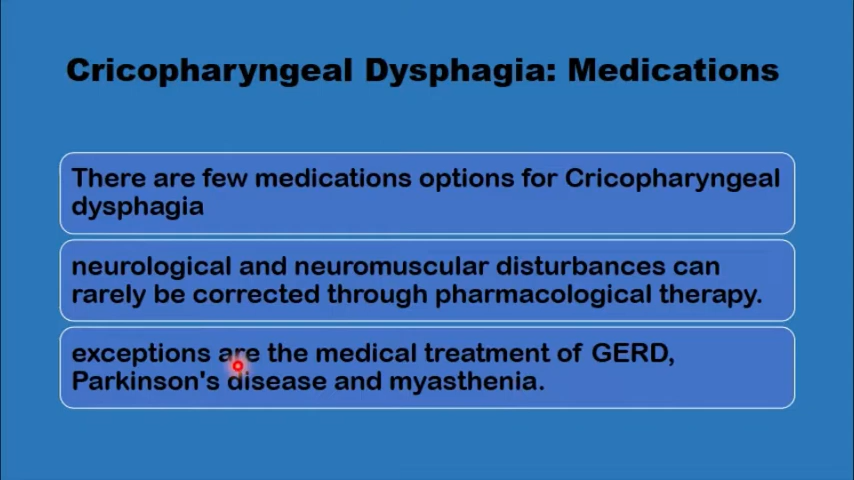 Cricopharyngeal Dysphagia: Medications
There are few medications options for Cricopharyngeal
dysphagia
neurological and neuromuscular disturbances can
rarely be corrected through pharmacological therapy.
exceptions are the medical treatment of GERD,
Parkinson's disease and myasthenia.